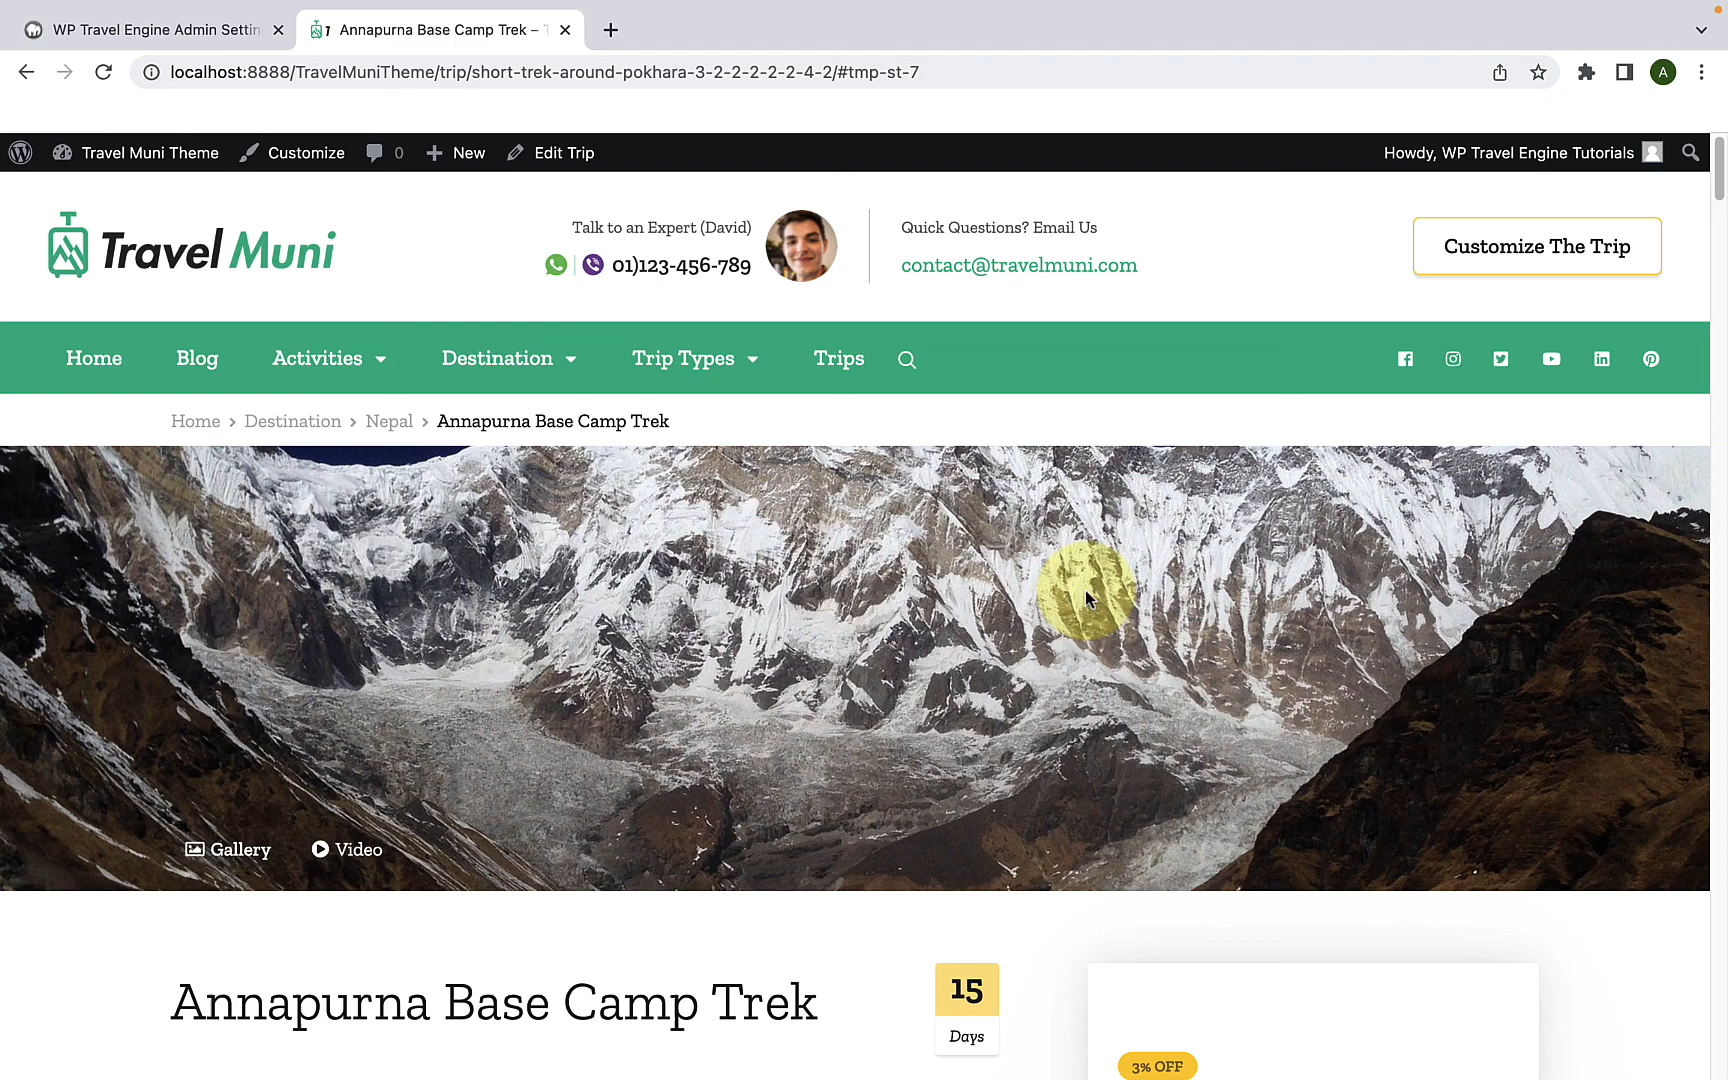 WP Travel Engine Admin Settin
Annapurna Base Camp Trek –
localhost:8888/TravelMuniTheme/trip/short-trek-around-pokhara-3-2-2-2-2-2-4-2/#tmp-st-7
A
Travel Muni Theme
Customize
0
New
Edit Trip
Howdy, WP Travel Engine Tutorials
Travel Muni
Talk to an Expert (David)
01)123-456-789
Quick Questions? Email Us
contact@travelmuni.com
Customize The Trip
Home
Blog
Activities
Destination
Trip Types
Trips
Home > Destination > Nepal > Annapurna Base Camp Trek
Gallery
Video
Annapurna Base Camp Trek
15
Days
3% OFF